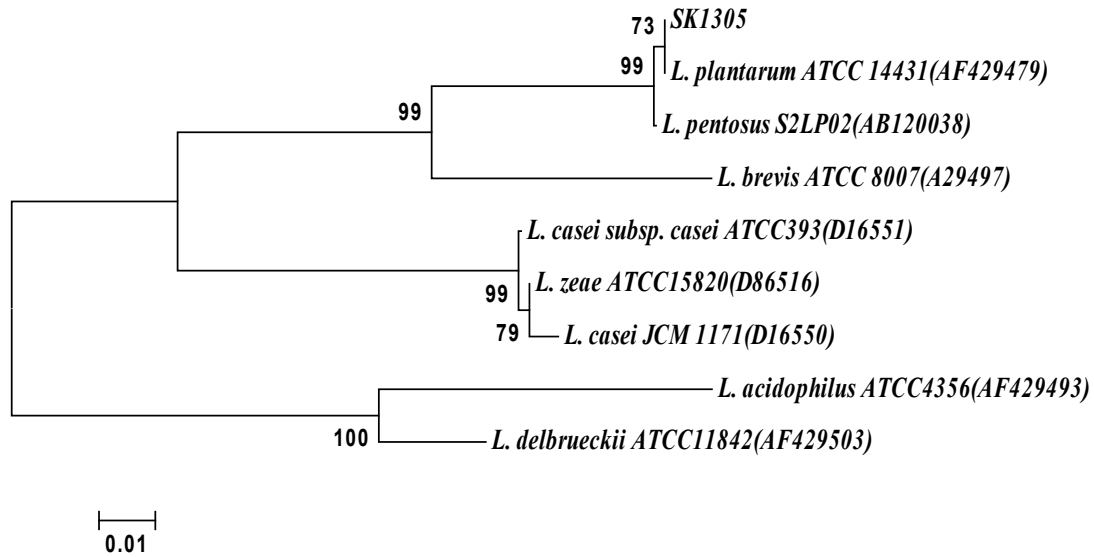 73 SK1305
99 L. plantarum ATCC 14431(AF429479)
99 L. pentosus S2LP02(AB120038)
L. brevis ATCC 8007(A29497)
L. casei subsp. casei ATCC393(D16551)
99 L. zeae ATCC15820(D86516)
79 L. casei JCM 1171(D16550)
L. acidophilus ATCC4356(AF429493)
100 L. delbrueckii ATCC11842(AF429503)
0.01